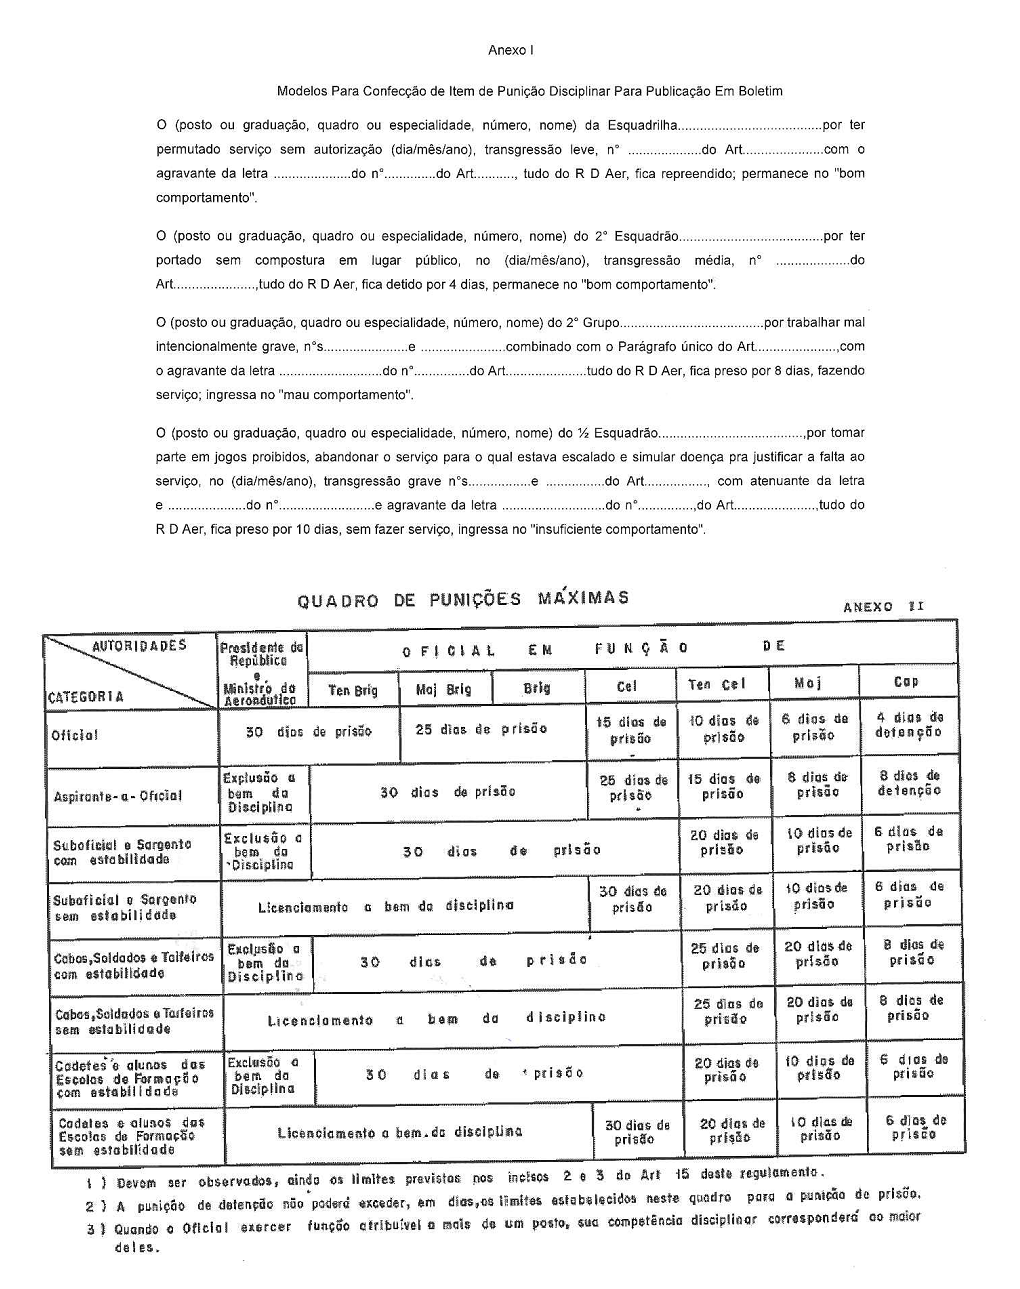 Anexo I
Modelos Para Confecção de Item de Punição Disciplinar Para Publicação Em Boletim
O (posto ou graduação, quadro ou especialidade, número, nome) da Esquadrilha......................................por ter
permutado serviço sem autorização (dia/mês/ano), transgressão leve, n° ....................do Art......................com o
agravante da letra .....................do n°..............do Art..........., tudo do R D Aer, fica repreendido; permanece no "bom
comportamento".
O (posto ou graduação, quadro ou especialidade, número, nome) do 2° Esquadrão.......................................por ter
portado sem compostura em lugar público, no (dia/mês/ano), transgressão média, n° ....................do
Art......................,tudo do R D Aer, fica detido por 4 dias, permanece no "bom comportamento".
O (posto ou graduação, quadro ou especialidade, número, nome) do 2° Grupo.......................................por trabalhar mal
intencionalmente grave, n°s.......................e .......................combinado com o Parágrafo único do Art......................,com
o agravante da letra ............................do n°...............do Art......................tudo do R D Aer, fica preso por 8 dias, fazendo
serviço; ingressa no "mau comportamento".
O (posto ou graduação, quadro ou especialidade, número, nome) do ½ Esquadrão.......................................,por tomar
parte em jogos proibidos, abandonar o serviço para o qual estava escalado e simular doença pra justificar a falta ao
serviço, no (dia/mês/ano), transgressão grave n°s.................e ................do Art................., com atenuante da letra
e .....................do n°..........................e agravante da letra ............................do n°...............,do Art......................,tudo do
R D Aer, fica preso por 10 dias, sem fazer serviço, ingressa no "insuficiente comportamento".
QUADRO DE PUNIÇÕES MÁXIMAS
ANEXO II
AUTORIDADES
CATEGORIA
Presidente da
República
e
Ministro da
Aeronáutica
OFICIAL EM FUNÇÃO DE
Ten Brig Maj Brig Brig Cel Ten Cel Maj Cap
Oficial
30 dias de prisão
25 dias de prisão
15 dias de
prisão
10 dias de
prisão
6 dias de
prisão
4 dias de
detenção
Aspirante-a-Oficial
Exclusão a
bem da
Disciplina
30 dias de prisão
25 dias de
prisão
15 dias de
prisão
8 dias de
prisão
8 dias de
detenção
Suboficial e Sargento
com estabilidade
Exclusão a
bem da
Disciplina
30 dias de prisão
20 dias de
prisão
10 dias de
prisão
6 dias de
prisão
Suboficial e Sargento
sem estabilidade
Licenciamento a bem da disciplina
30 dias de
prisão
20 dias de
prisão
10 dias de
prisão
6 dias de
prisão
Cabos,Soldados e Taifeiros
com estabilidade
Exclusão a
bem da
Disciplina
30 dias de prisão
25 dias de
prisão
20 dias de
prisão
8 dias de
prisão
Cabos,Soldados e Taifeiros
sem estabilidade
Licenciamento a bem da disciplina
25 dias de
prisão
20 dias de
prisão
8 dias de
prisão
Cadetes e alunos das
Escolas de Formação
com estabilidade
Exclusão a
bem da
Disciplina
30 dias de prisão
20 dias de
prisão
10 dias de
prisão
6 dias de
prisão
Cadetes e alunos das
Escolas de Formação
sem estabilidade
Licenciamento a bem da disciplina
30 dias de
prisão
20 dias de
prisão
10 dias de
prisão
6 dias de
prisão
1 ) Devem ser observados, ainda os limites previstos nos incisos 2 e 3 do Art 15 deste regulamento.
2 ) A punição de detenção não poderá exceder, em dias,os limites estabelecidos neste quadro para a punição de prisão.
3 ) Quando o Oficial exercer função atribuível a mais de um posto, sua competência disciplinar corresponderá ao maior
deles.